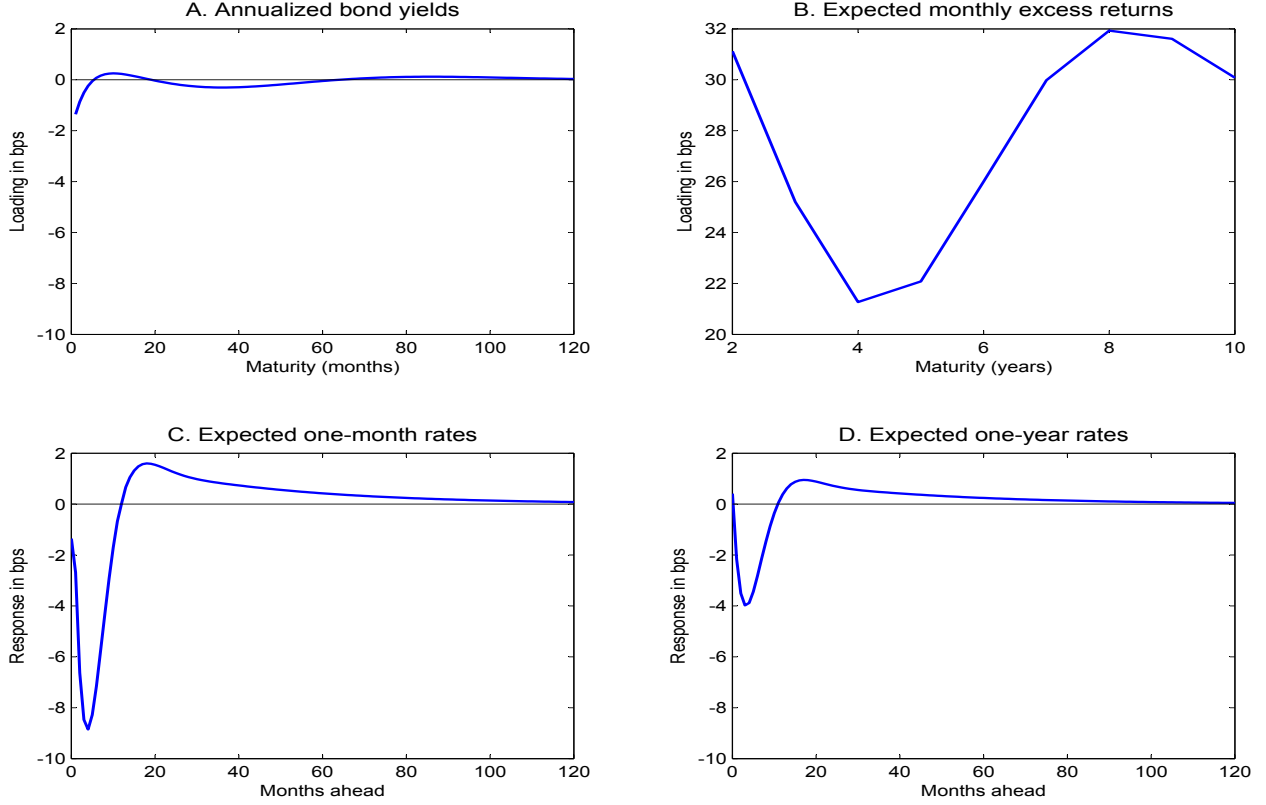 A. Annualized bond yields
2
0
-2
-4
-6
-8
-10
Loading in bps
0 20 40 60 80 100 120
Maturity (months)
B. Expected monthly excess returns
32
30
28
26
24
22
20
Loading in bps
2 4 6 8 10
Maturity (years)
C. Expected one-month rates
2
0
-2
-4
-6
-8
-10
Response in bps
0 20 40 60 80 100 120
Months ahead
D. Expected one-year rates
2
0
-2
-4
-6
-8
-10
Response in bps
0 20 40 60 80 100 120
Months ahead